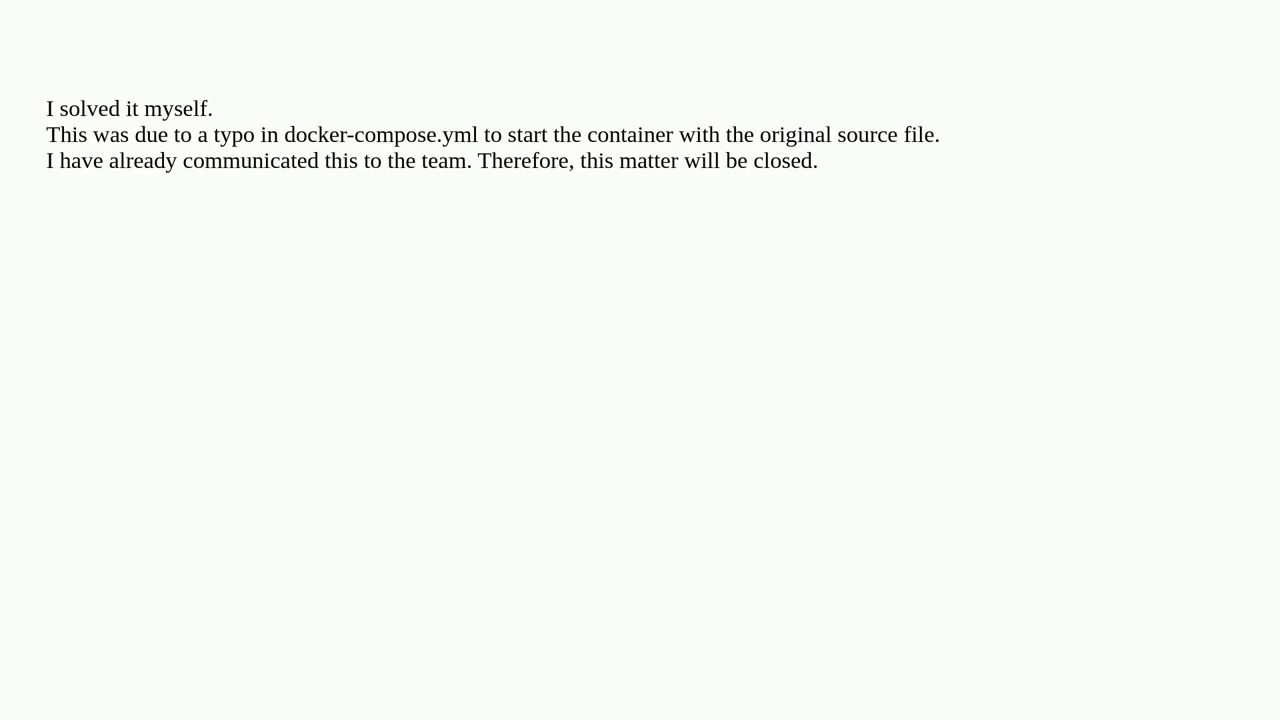 I solved it myself.
This was due to a typo in docker-compose.yml to start the container with the original source file.
I have already communicated this to the team. Therefore, this matter will be closed.